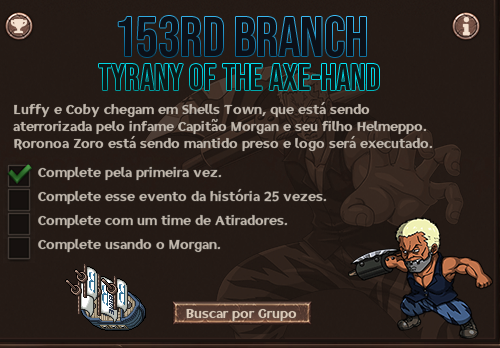 153RD BRANCH
TYRANY OF THE AXE-HAND
Luffy e Coby chegam em Shells Town, que está sendo
aterrorizada pelo infame Capitão Morgan e seu filho Helmeppo.
Roronoa Zoro está sendo mantido preso e logo será executado.
Complete pela primeira vez.
Complete esse evento da história 25 vezes.
Complete com um time de Atiradores.
Complete usando o Morgan.
Buscar por Grupo